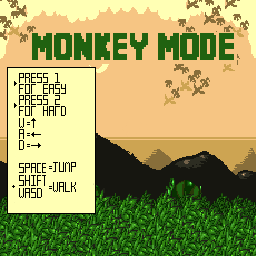 MONKEY MODE
PRESS 1
FOR EASY
PRESS 2
FOR HARD
W=↑
A=←
D=→
SPACE=JUMP
SHIFT
WASD =WALK